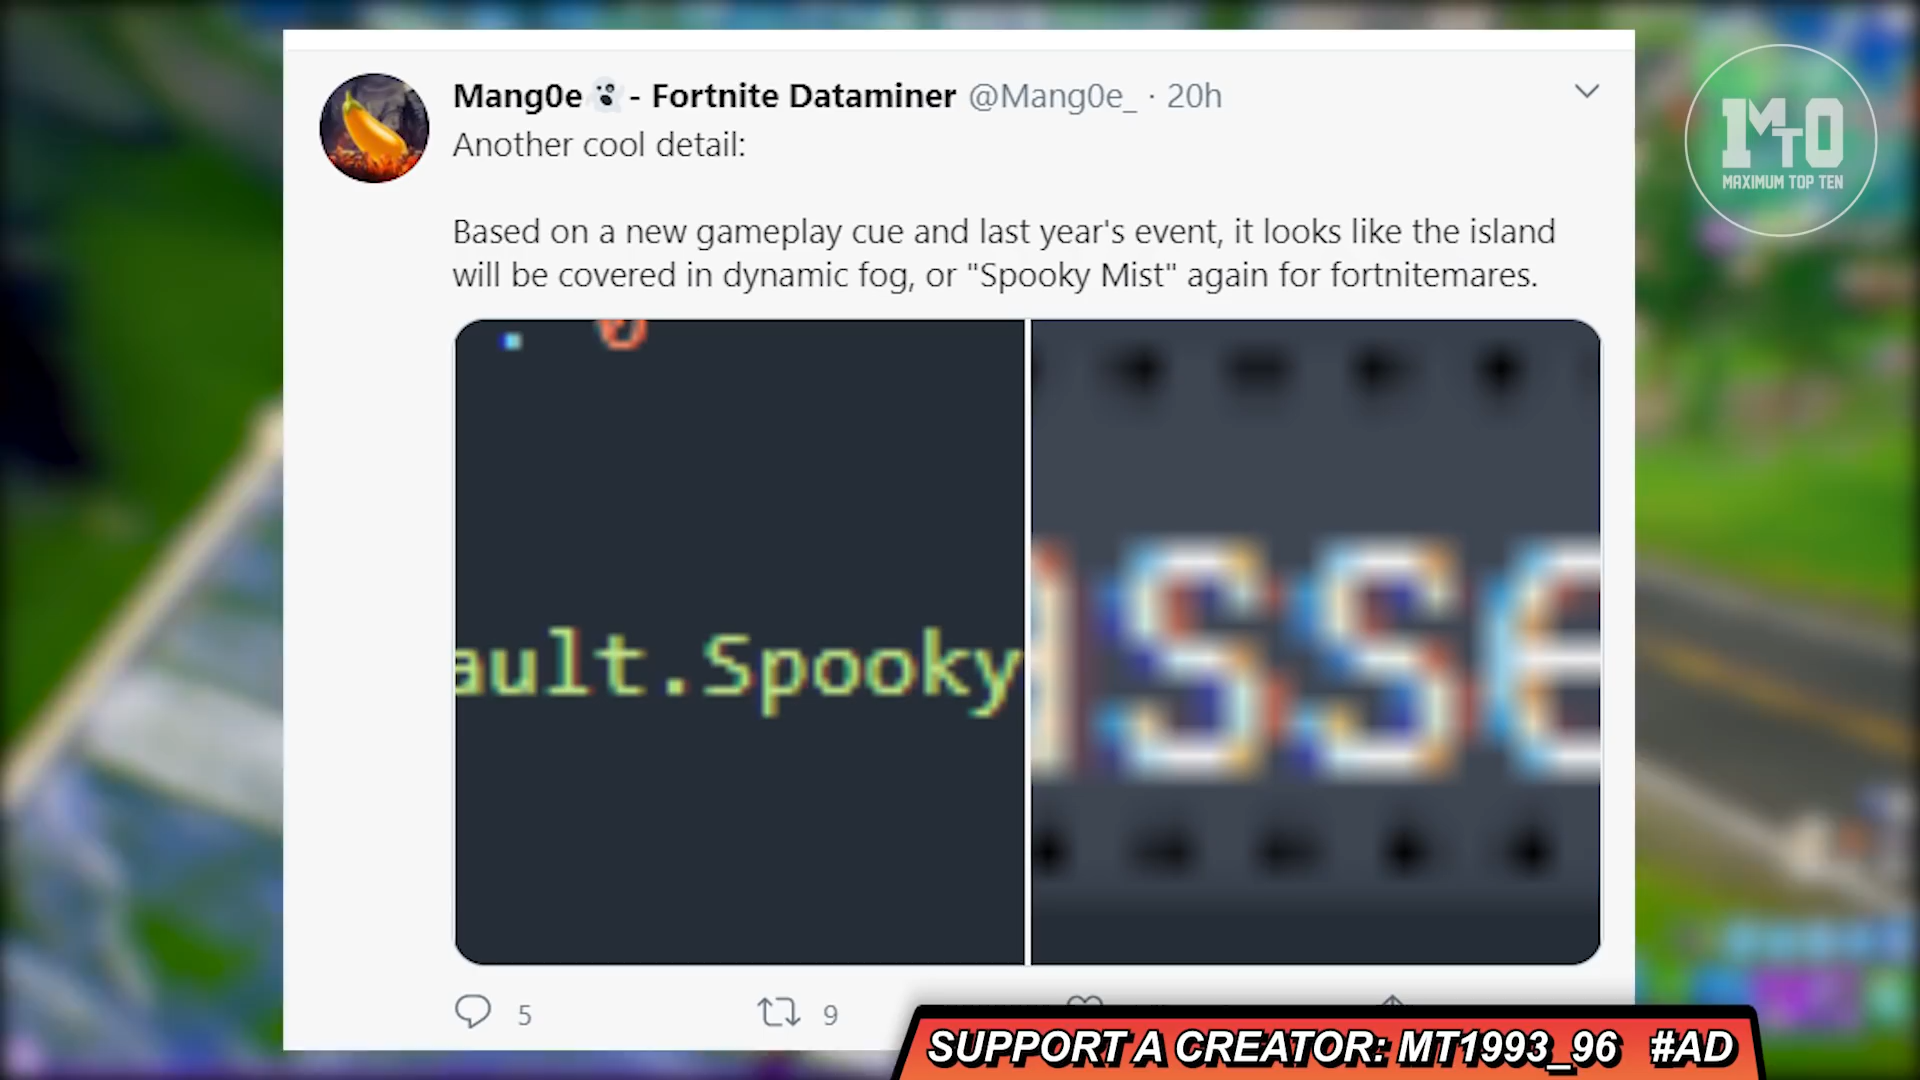 Mang0e 👻 - Fortnite Dataminer @Mang0e_ · 20h
Another cool detail:
Based on a new gameplay cue and last year's event, it looks like the island
will be covered in dynamic fog, or "Spooky Mist" again for fortnitemares.
ault.Spooky
asse
5 9
1MT0
MAXIMUM TOP TEN
SUPPORT A CREATOR: MT1993_96 #AD